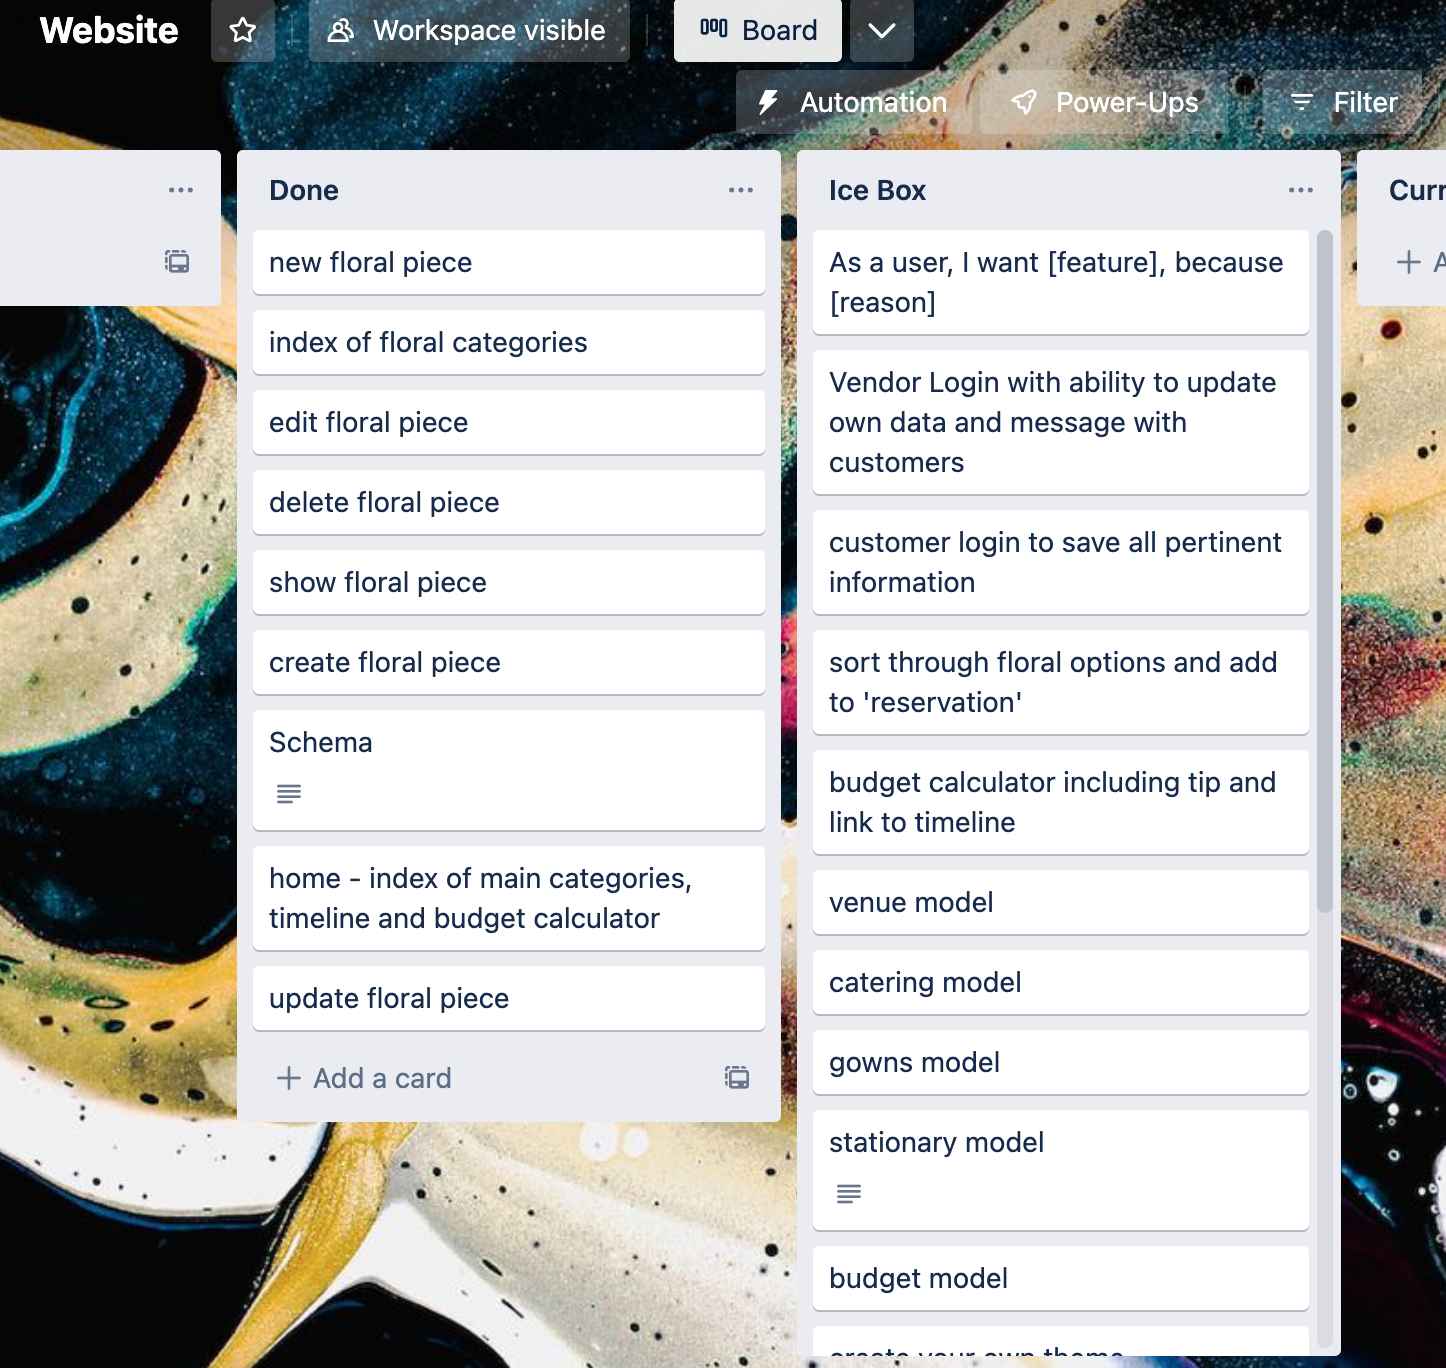 Website
Workspace visible
Board
Automation
Power-Ups
Filter
Done
new floral piece
index of floral categories
edit floral piece
delete floral piece
show floral piece
create floral piece
Schema
home - index of main categories,
timeline and budget calculator
update floral piece
Add a card
Ice Box
As a user, I want [feature], because
[reason]
Vendor Login with ability to update
own data and message with
customers
customer login to save all pertinent
information
sort through floral options and add
to 'reservation'
budget calculator including tip and
link to timeline
venue model
catering model
gowns model
stationary model
budget model
create your own theme
Curr
A